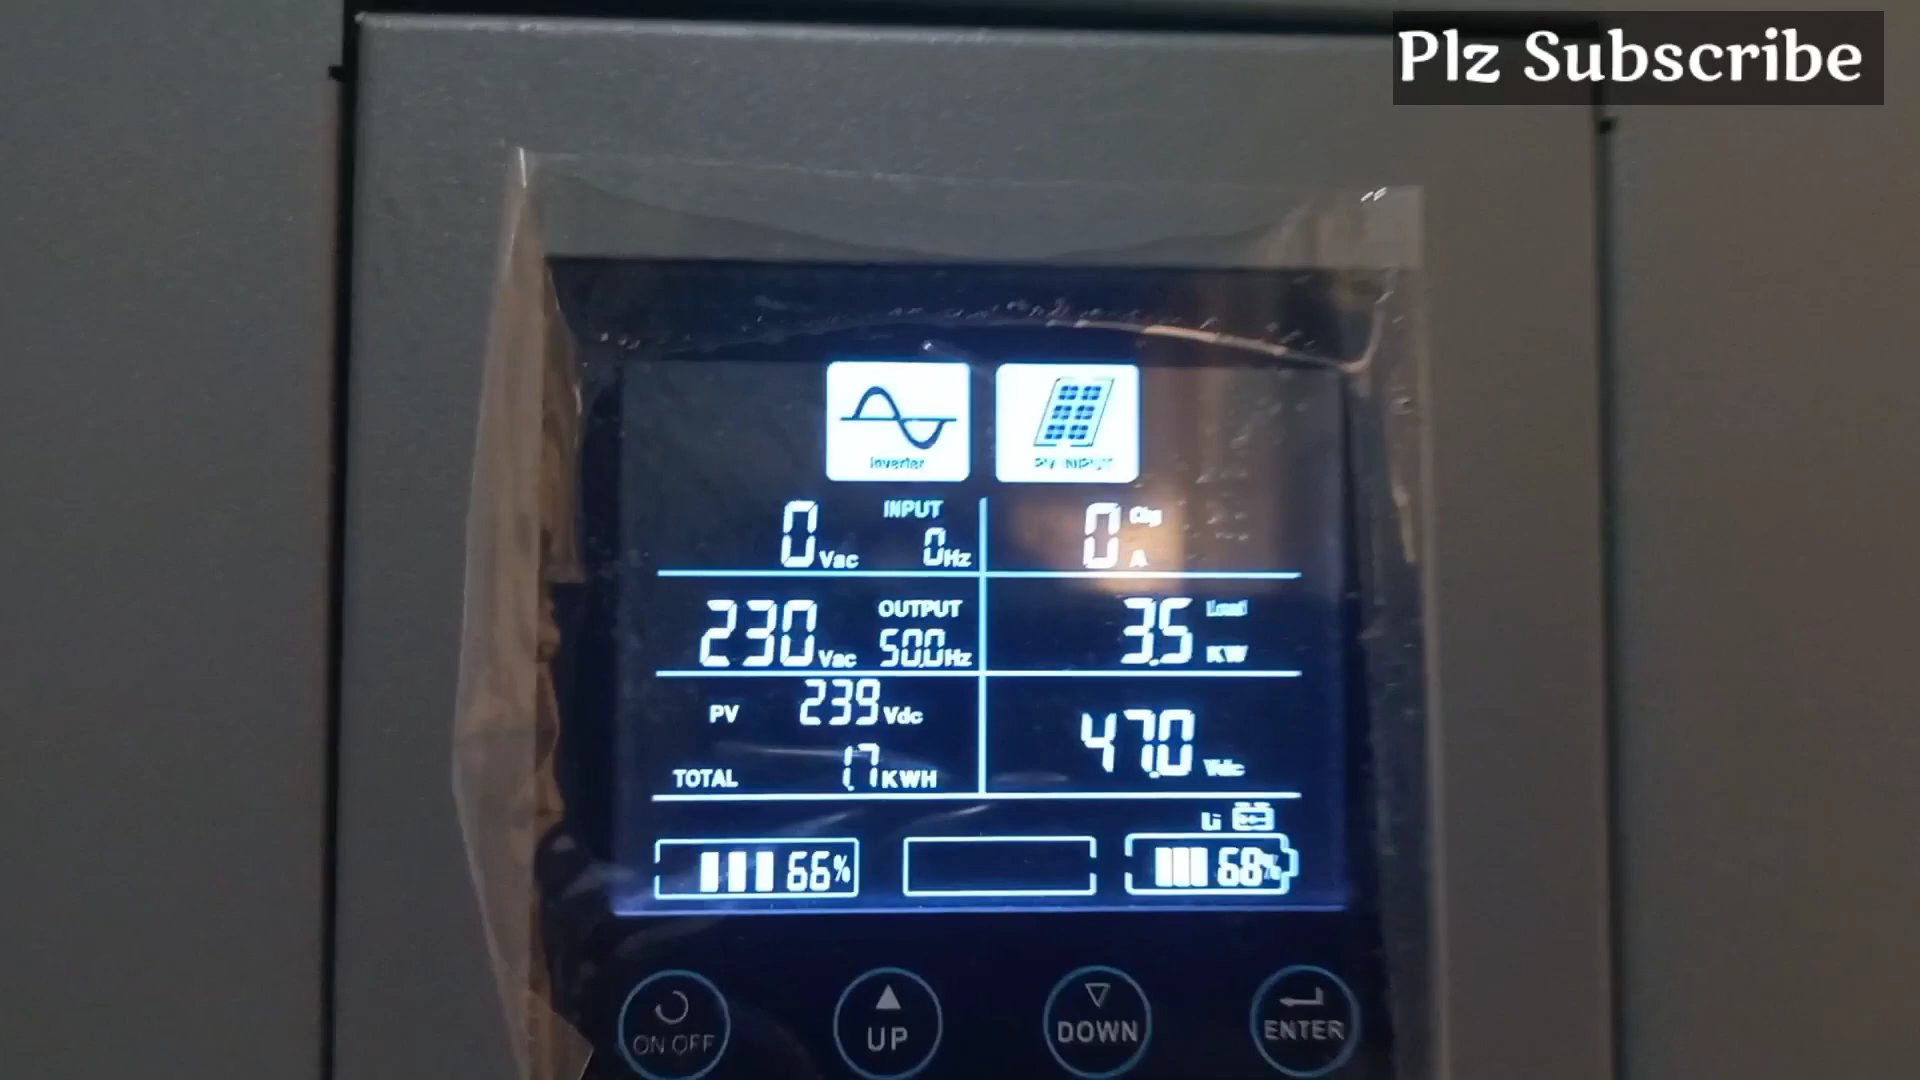 Plz Subscribe
Inverter
PV INPUT
0 Vac INPUT 0 Hz
0 Chg A
230 Vac OUTPUT 50.0 Hz
3.5 Load KW
PV 239 Vdc
TOTAL 1.7 KWH
47.0 Vdc
Li
66%
68%
ON OFF
UP
DOWN
ENTER